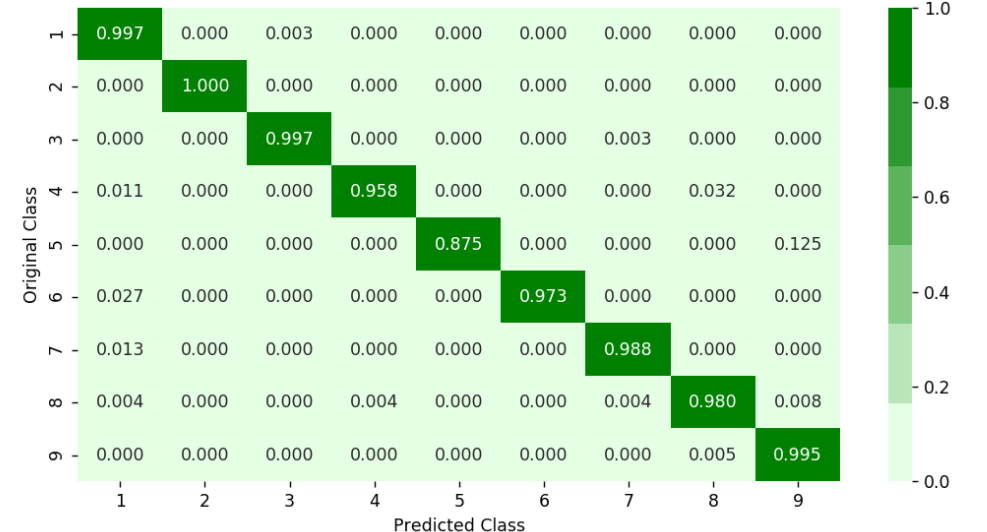 1 0.997 0.000 0.003 0.000 0.000 0.000 0.000 0.000 0.000
2 0.000 1.000 0.000 0.000 0.000 0.000 0.000 0.000 0.000
3 0.000 0.000 0.997 0.000 0.000 0.000 0.003 0.000 0.000
4 0.011 0.000 0.000 0.958 0.000 0.000 0.000 0.032 0.000
5 0.000 0.000 0.000 0.000 0.875 0.000 0.000 0.000 0.125
6 0.027 0.000 0.000 0.000 0.000 0.973 0.000 0.000 0.000
7 0.013 0.000 0.000 0.000 0.000 0.000 0.988 0.000 0.000
8 0.004 0.000 0.000 0.004 0.000 0.000 0.004 0.980 0.008
9 0.000 0.000 0.000 0.000 0.000 0.000 0.000 0.005 0.995
1 2 3 4 5 6 7 8 9
Predicted Class
Original Class
1.0
0.8
0.6
0.4
0.2
0.0